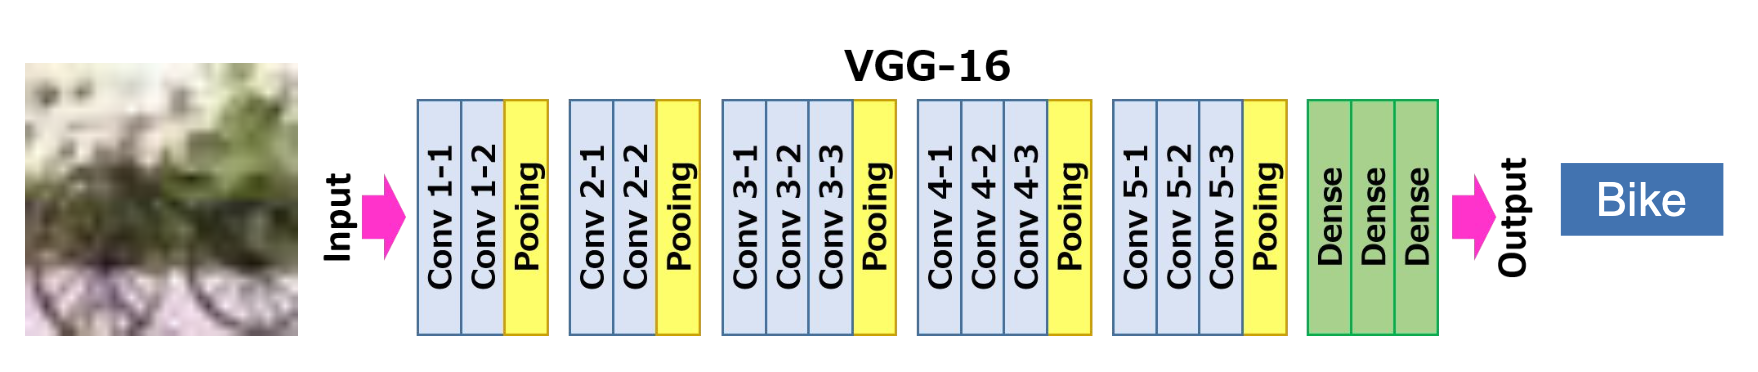 VGG-16
Input
Conv 1-1
Conv 1-2
Pooing
Conv 2-1
Conv 2-2
Pooing
Conv 3-1
Conv 3-2
Conv 3-3
Pooing
Conv 4-1
Conv 4-2
Conv 4-3
Pooing
Conv 5-1
Conv 5-2
Conv 5-3
Pooing
Dense
Dense
Dense
Output
Bike